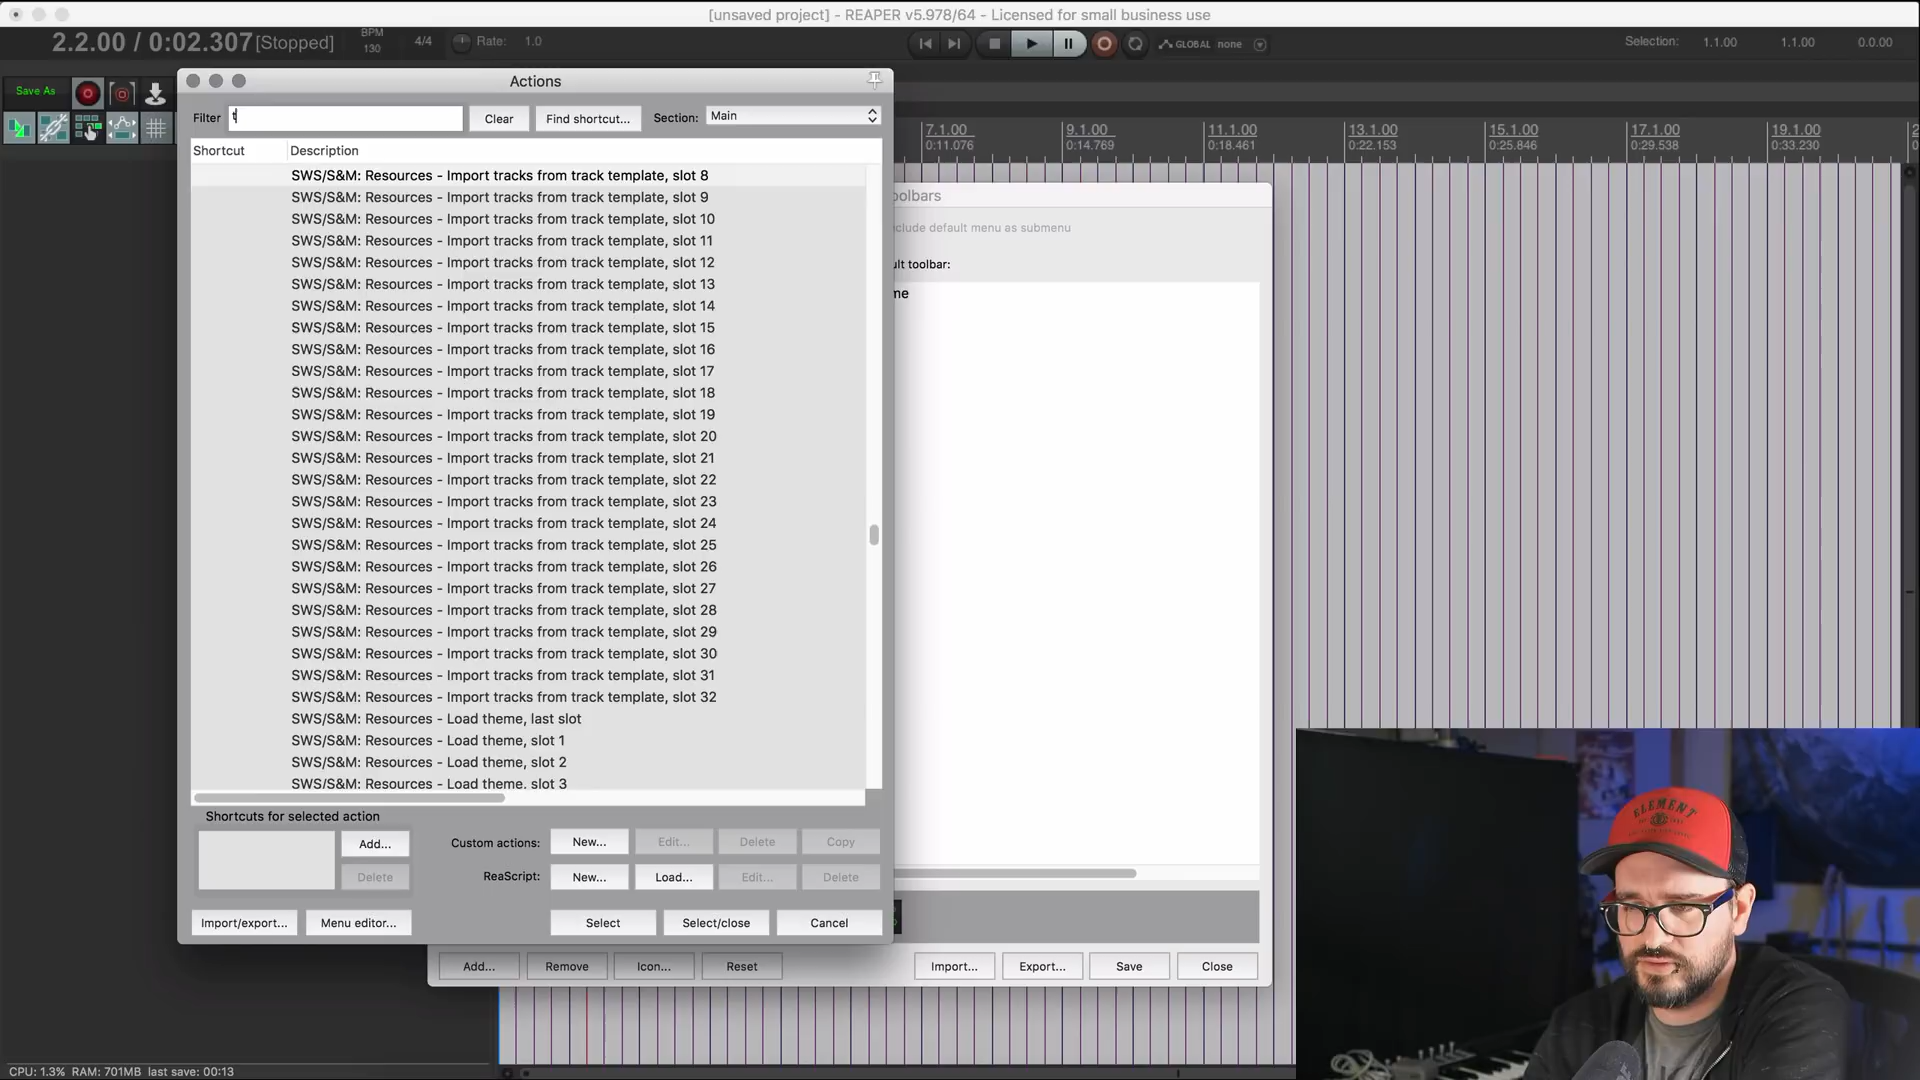 [unsaved project] - REAPER v5.978/64 - Licensed for small business use
2.2.00 / 0:02.307 [Stopped]
BPM
130
4/4
Rate: 1.0
GLOBAL none
Selection: 1.1.00 1.1.00 0.0.00
Save As
Actions
Filter t
Clear
Find shortcut...
Section: Main
Shortcut Description
SWS/S&M: Resources - Import tracks from track template, slot 8
SWS/S&M: Resources - Import tracks from track template, slot 9
SWS/S&M: Resources - Import tracks from track template, slot 10
SWS/S&M: Resources - Import tracks from track template, slot 11
SWS/S&M: Resources - Import tracks from track template, slot 12
SWS/S&M: Resources - Import tracks from track template, slot 13
SWS/S&M: Resources - Import tracks from track template, slot 14
SWS/S&M: Resources - Import tracks from track template, slot 15
SWS/S&M: Resources - Import tracks from track template, slot 16
SWS/S&M: Resources - Import tracks from track template, slot 17
SWS/S&M: Resources - Import tracks from track template, slot 18
SWS/S&M: Resources - Import tracks from track template, slot 19
SWS/S&M: Resources - Import tracks from track template, slot 20
SWS/S&M: Resources - Import tracks from track template, slot 21
SWS/S&M: Resources - Import tracks from track template, slot 22
SWS/S&M: Resources - Import tracks from track template, slot 23
SWS/S&M: Resources - Import tracks from track template, slot 24
SWS/S&M: Resources - Import tracks from track template, slot 25
SWS/S&M: Resources - Import tracks from track template, slot 26
SWS/S&M: Resources - Import tracks from track template, slot 27
SWS/S&M: Resources - Import tracks from track template, slot 28
SWS/S&M: Resources - Import tracks from track template, slot 29
SWS/S&M: Resources - Import tracks from track template, slot 30
SWS/S&M: Resources - Import tracks from track template, slot 31
SWS/S&M: Resources - Import tracks from track template, slot 32
SWS/S&M: Resources - Load theme, last slot
SWS/S&M: Resources - Load theme, slot 1
SWS/S&M: Resources - Load theme, slot 2
SWS/S&M: Resources - Load theme, slot 3
Shortcuts for selected action
Add...
Delete
Custom actions: New... Edit... Delete Copy
ReaScript: New... Load... Edit... Delete
Import/export... Menu editor... Select Select/close Cancel
7.1.00 9.1.00 11.1.00 13.1.00 15.1.00 17.1.00 19.1.00
0:11.076 0:14.769 0:18.461 0:22.153 0:25.846 0:29.538 0:33.230
oolbars
clude default menu as submenu
ult toolbar:
me
Add... Remove Icon... Reset Import... Export... Save Close
ELEMENT
CPU: 1.3% RAM: 701MB last save: 00:13